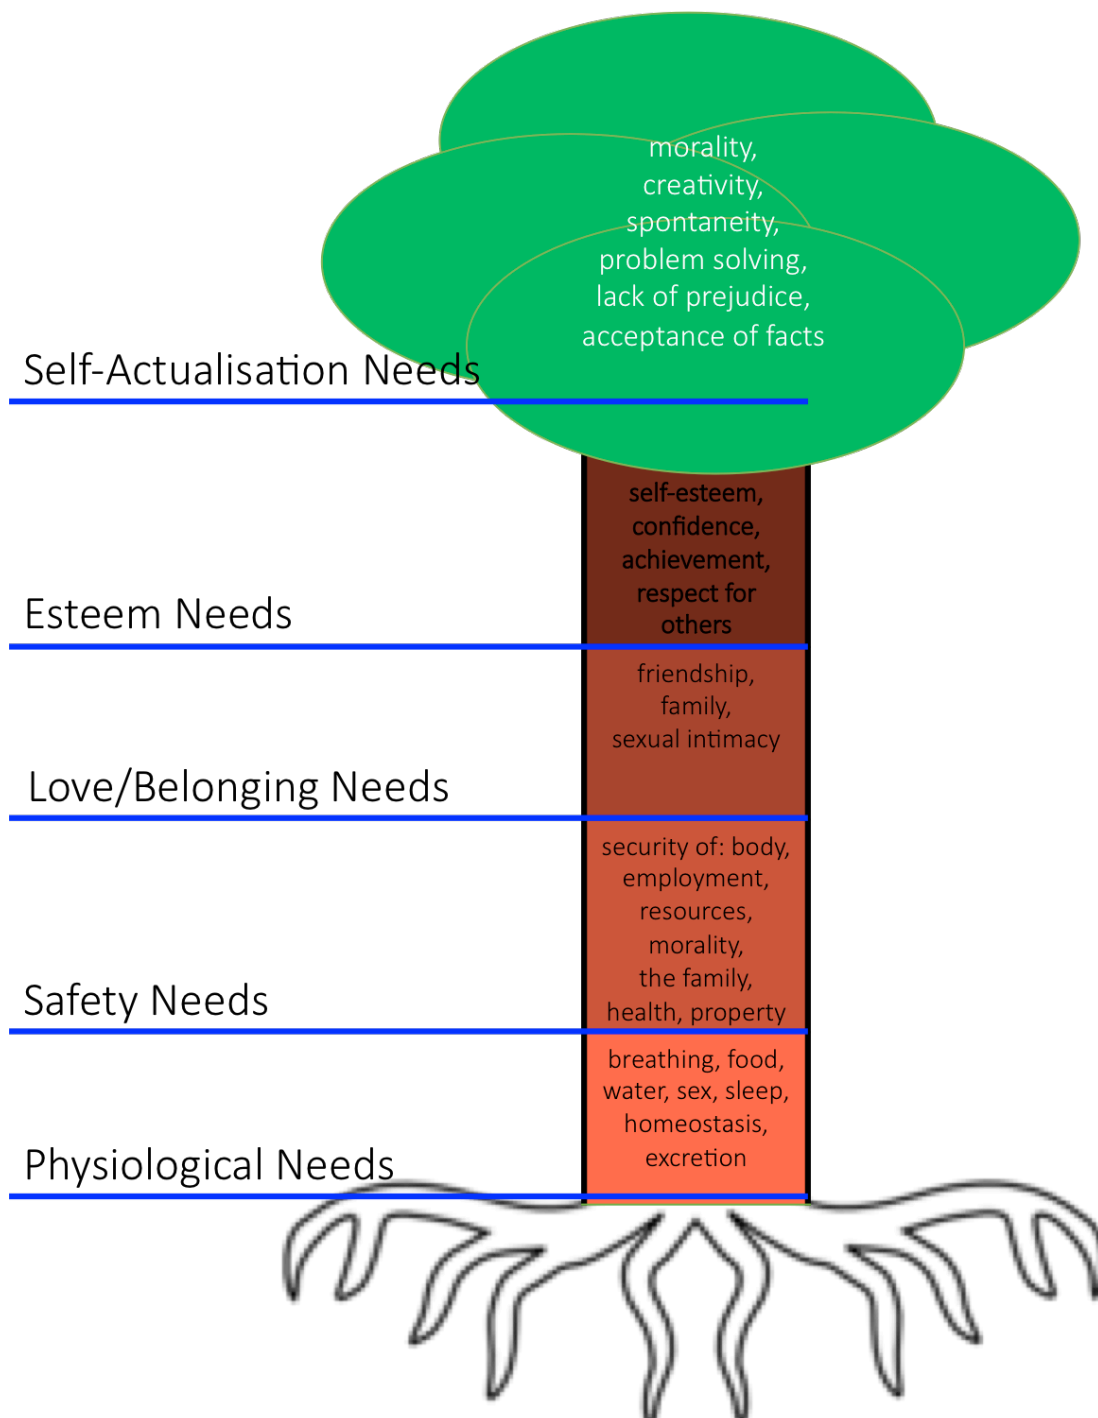 morality,
creativity,
spontaneity,
problem solving,
lack of prejudice,
acceptance of facts
Self-Actualisation Needs
self-esteem,
confidence,
achievement,
respect for
others
Esteem Needs
friendship,
family,
sexual intimacy
Love/Belonging Needs
security of: body,
employment,
resources,
morality,
the family,
health, property
Safety Needs
breathing, food,
water, sex, sleep,
homeostasis,
excretion
Physiological Needs